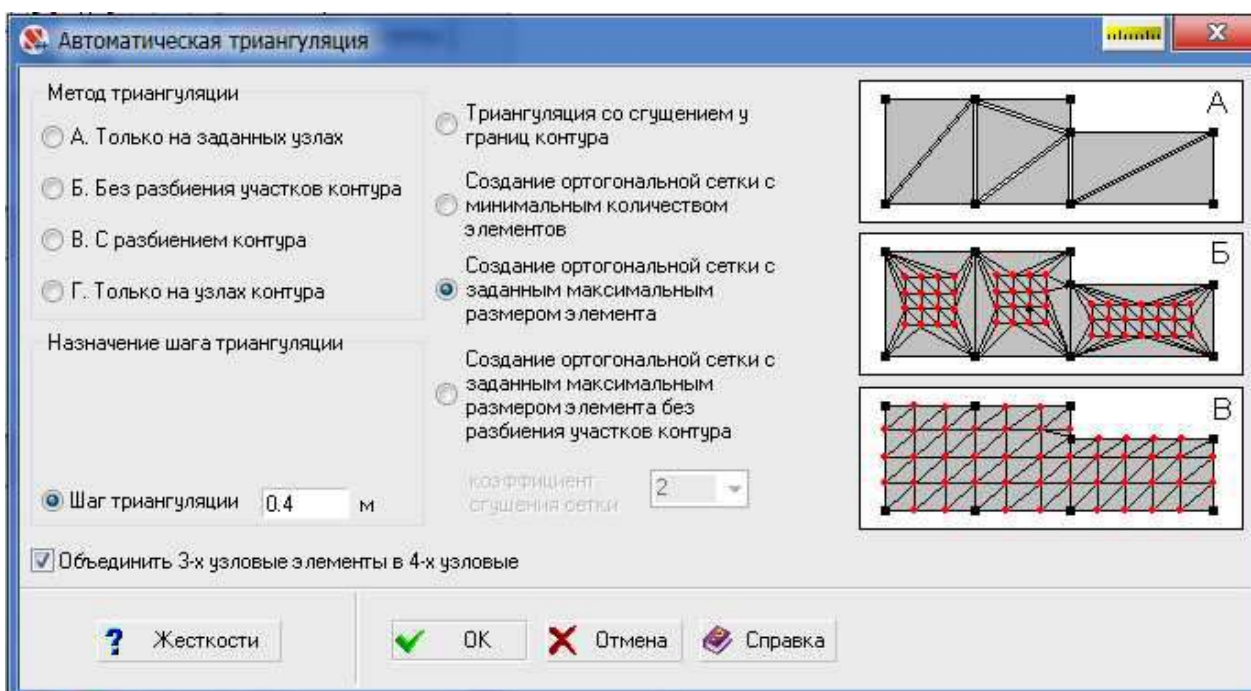 Автоматическая триангуляция
Метод триангуляции
А. Только на заданных узлах
Б. Без разбиения участков контура
В. С разбиением контура
Г. Только на узлах контура
Назначение шага триангуляции
Шаг триангуляции 0.4 м
Триангуляция со сгущением у
границ контура
Создание ортогональной сетки с
минимальным количеством
элементов
Создание ортогональной сетки с
заданным максимальным
размером элемента
Создание ортогональной сетки с
заданным максимальным
размером элемента без
разбиения участков контура
коэффициент 2
сгущения сетки
А
Б
В
Объединить 3-х узловые элементы в 4-х узловые
? Жесткости
OK
Отмена
Справка